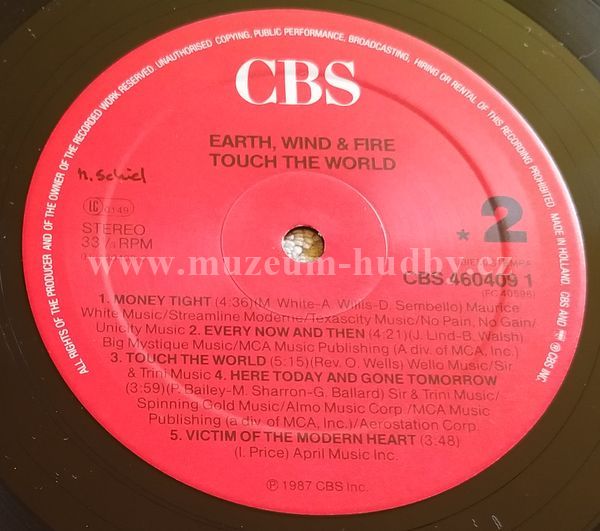 ALL RIGHTS OF THE PRODUCER AND OF THE OWNER OF THE RECORDED WORK RESERVED. UNAUTHORISED COPYING, PUBLIC PERFORMANCE, BROADCASTING, HIRING OR RENTAL OF THIS RECORDING PROHIBITED. MADE IN HOLLAND. CBS AND ARE ® CBS INC.
CBS
EARTH, WIND & FIRE
TOUCH THE WORLD
LC 0149
STEREO
33⅓ RPM
* 2
BIEM/STEMRA
CBS 460409 1
(FC 40596)
www.muzeum-hudby.cz
1. MONEY TIGHT (4:36)(M. White-A. Willis-D. Sembello) Maurice
White Music/Streamline Moderne/Texascity Music/No Pain, No Gain/
Unicity Music 2. EVERY NOW AND THEN (4:21)(J. Lind-B. Walsh)
Big Mystique Music/MCA Music Publishing (A div. of MCA, Inc.)
3. TOUCH THE WORLD (5:15)(Rev. O. Wells) Wello Music/Sir.
& Trini Music 4. HERE TODAY AND GONE TOMORROW
(3:59)(P. Bailey-M. Sharron-G. Ballard) Sir & Trini Music/
Spinning Gold Music/Almo Music Corp./MCA Music
Publishing (a div. of MCA, Inc.)/Aerostation Corp.
5. VICTIM OF THE MODERN HEART (3:48)
(I. Price) April Music Inc.
℗ 1987 CBS Inc.